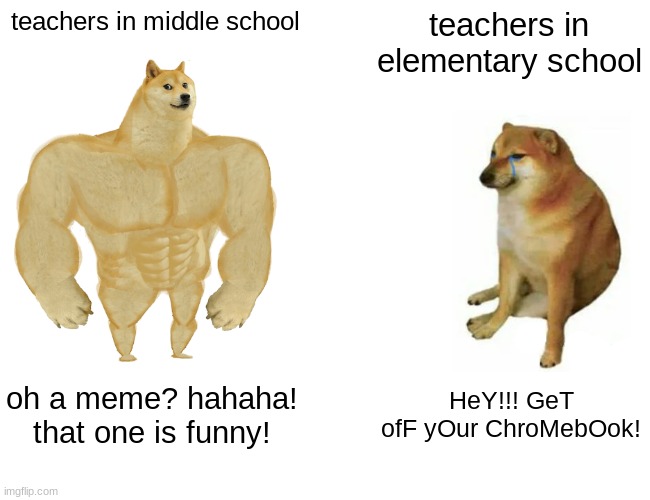 teachers in middle school
teachers in
elementary school
oh a meme? hahaha!
that one is funny!
HeY!!! GeT
ofF yOur ChroMebOok!
imgflip.com